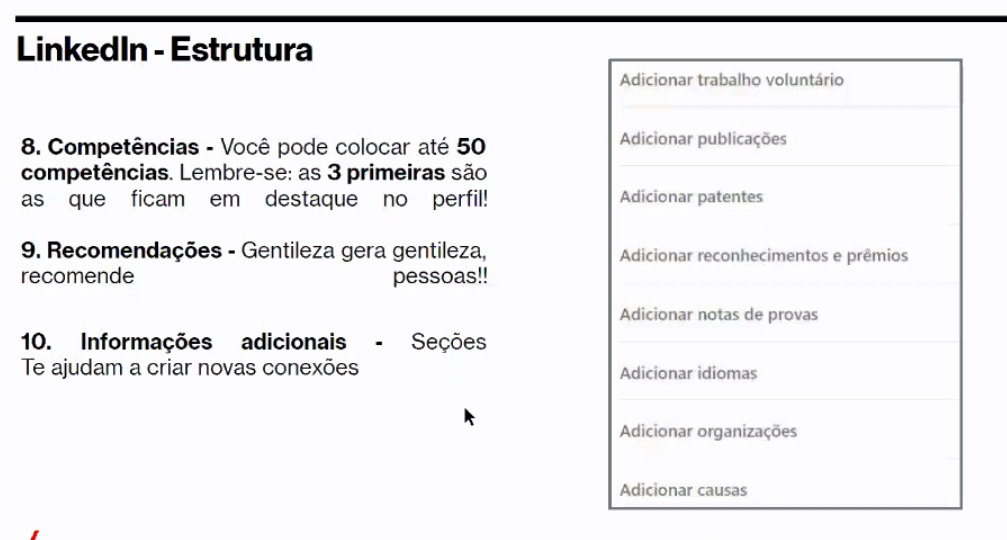 LinkedIn - Estrutura
8. Competências - Você pode colocar até 50
competências. Lembre-se: as 3 primeiras são
as que ficam em destaque no perfil!
9. Recomendações - Gentileza gera gentileza,
recomende pessoas!!
10. Informações adicionais - Seções
Te ajudam a criar novas conexões
Adicionar trabalho voluntário
Adicionar publicações
Adicionar patentes
Adicionar reconhecimentos e prêmios
Adicionar notas de provas
Adicionar idiomas
Adicionar organizações
Adicionar causas